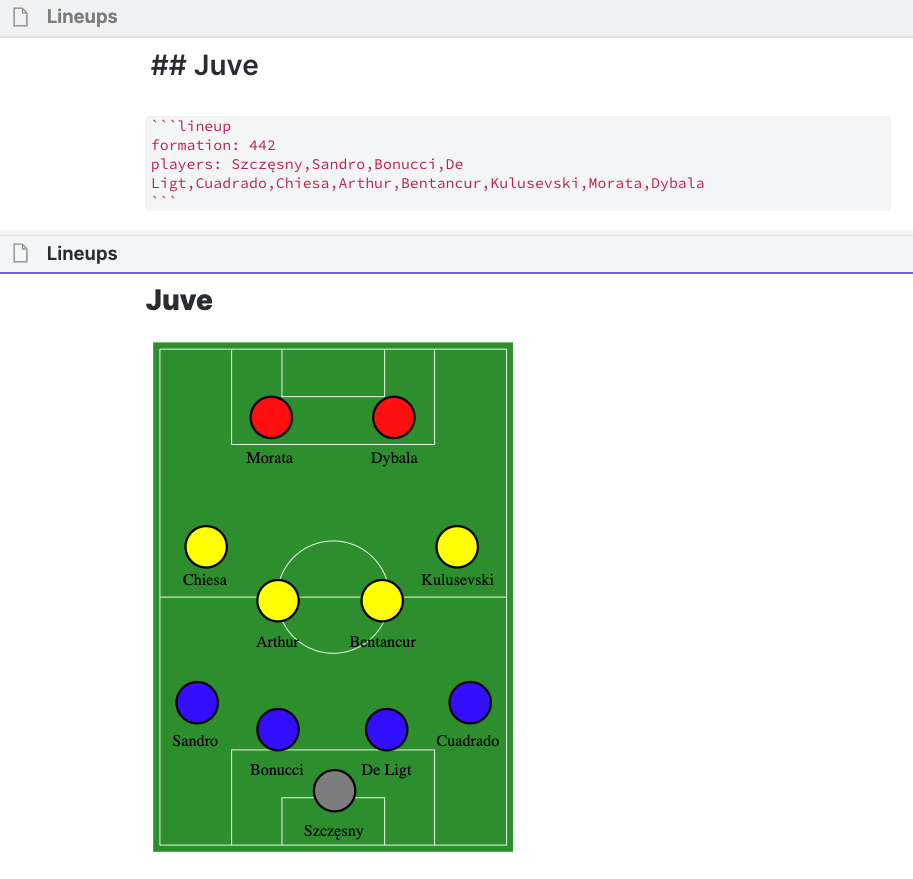 Lineups
## Juve
```lineup
formation: 442
players: Szczęsny,Sandro,Bonucci,De
Ligt,Cuadrado,Chiesa,Arthur,Bentancur,Kulusevski,Morata,Dybala
```
Lineups
Juve
Morata Dybala
Chiesa Kulusevski
Arthur Bentancur
Sandro Cuadrado
Bonucci De Ligt
Szczęsny